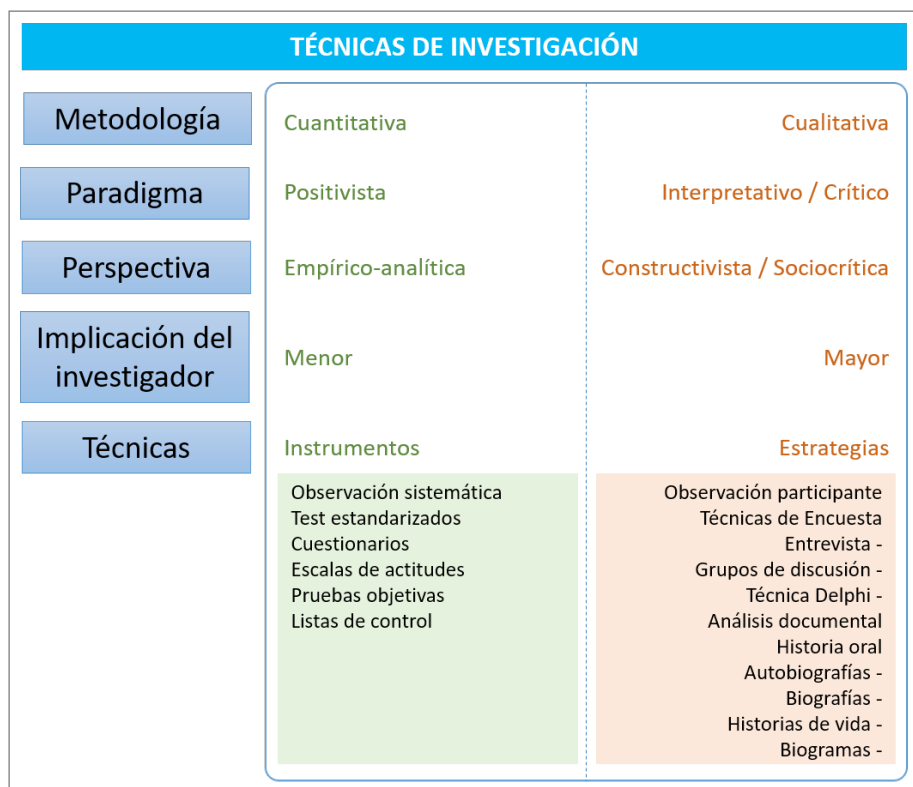 TÉCNICAS DE INVESTIGACIÓN
Metodología
Cuantitativa
Cualitativa
Paradigma
Positivista
Interpretativo / Crítico
Perspectiva
Empírico-analítica
Constructivista / Sociocrítica
Implicación del
investigador
Menor
Mayor
Técnicas
Instrumentos
Estrategias
Observación sistemática
Test estandarizados
Cuestionarios
Escalas de actitudes
Pruebas objetivas
Listas de control
Observación participante
Técnicas de Encuesta
Entrevista -
Grupos de discusión -
Técnica Delphi -
Análisis documental
Historia oral
Autobiografías -
Biografías -
Historias de vida -
Biogramas -